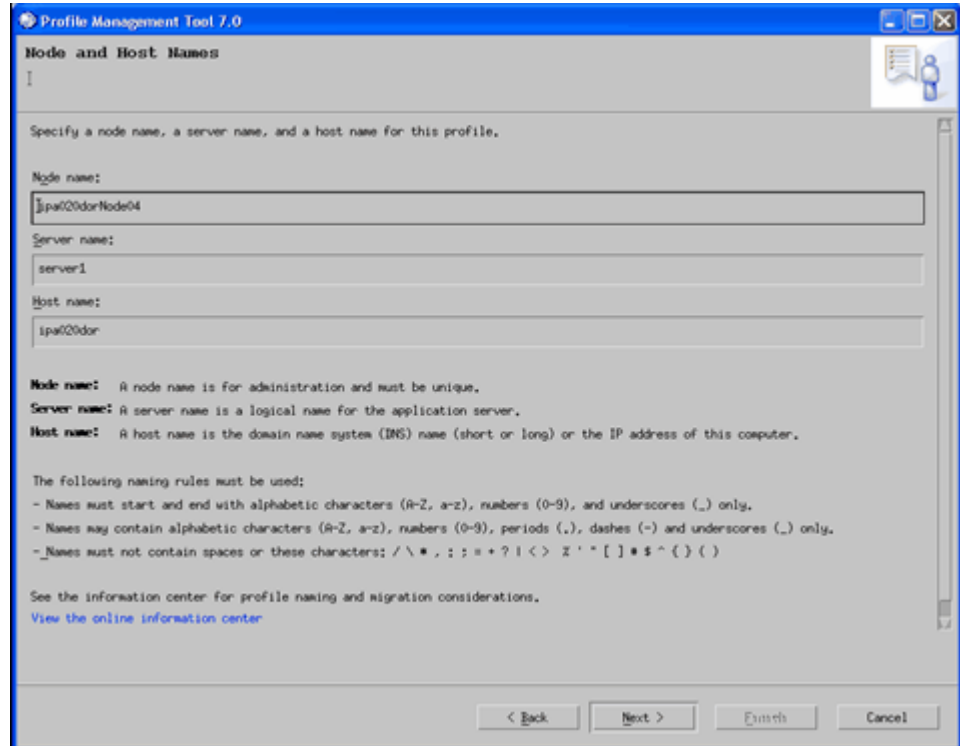 Profile Management Tool 7.0
Node and Host Names
Specify a node name, a server name, and a host name for this profile.
Node name:
ipa020dorNode04
Server name:
server1
Host name:
ipa020dor
Node name: A node name is for administration and must be unique.
Server name: A server name is a logical name for the application server.
Host name: A host name is the domain name system (DNS) name (short or long) or the IP address of this computer.
The following naming rules must be used:
- Names must start and end with alphabetic characters (A-Z, a-z), numbers (0-9), and underscores (_) only.
- Names may contain alphabetic characters (A-Z, a-z), numbers (0-9), periods (.), dashes (-) and underscores (_) only.
- Names must not contain spaces or these characters: / \ * , : ; = + ? | < > % ' " [ ] # $ ^ { } ( )
See the information center for profile naming and migration considerations.
View the online information center
< Back
Next >
Finish
Cancel